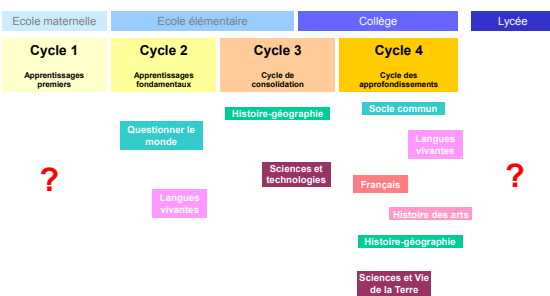 Ecole maternelle
Ecole élémentaire
Collège
Lycée
Cycle 1
Apprentissages
premiers
Cycle 2
Apprentissages
fondamentaux
Cycle 3
Cycle de
consolidation
Cycle 4
Cycle des
approfondissements
Histoire-géographie
Socle commun
Questionner le
monde
Langues
vivantes
Sciences et
technologies
?
?
Français
Langues
vivantes
Histoire des arts
Histoire-géographie
Sciences et Vie
de la Terre